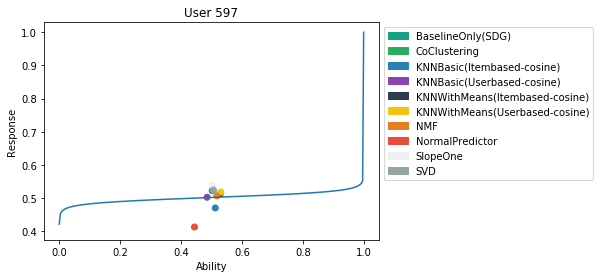 User 597
1.0
0.9
0.8
0.7
0.6
0.5
0.4
Response
0.0
0.2
0.4
0.6
0.8
1.0
Ability
BaselineOnly(SDG)
CoClustering
KNNBasic(Itembased-cosine)
KNNBasic(Userbased-cosine)
KNNWithMeans(Itembased-cosine)
KNNWithMeans(Userbased-cosine)
NMF
NormalPredictor
SlopeOne
SVD